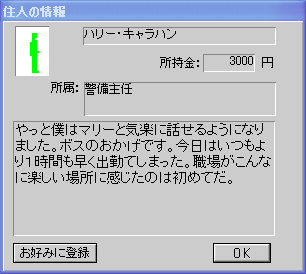 住人の情報
ハリー・キャラハン
所持金: 3000 円
所属: 警備主任
やっと僕はマリーと気楽に話せるようになり
ました。ボスのおかげです。今日はいつもよ
り1時間も早く出勤てしまった。職場がこんな
に楽しい場所に感じたのは初めてだ。
お好みに登録 OK